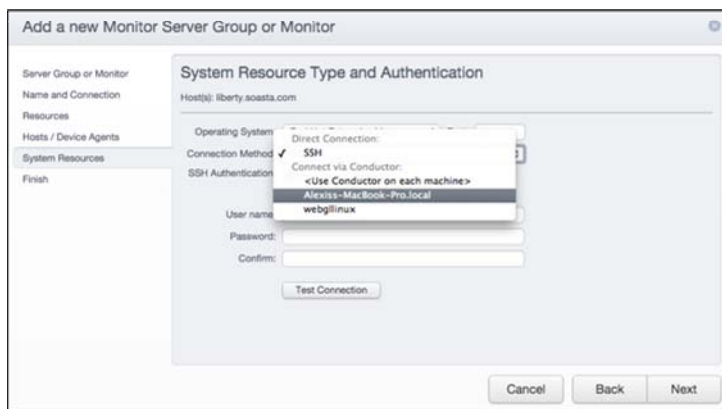 Add a new Monitor Server Group or Monitor
Server Group or Monitor
Name and Connection
Resources
Hosts / Device Agents
System Resources
Finish
System Resource Type and Authentication
Host(s): liberty.soasta.com
Operating System
Direct Connection:
Connection Method ✓ SSH
Connect via Conductor:
SSH Authentication
<Use Conductor on each machine>
Alexiss-MacBook-Pro.local
webgllinux
User name
Password:
Confirm:
Test Connection
Cancel Back Next